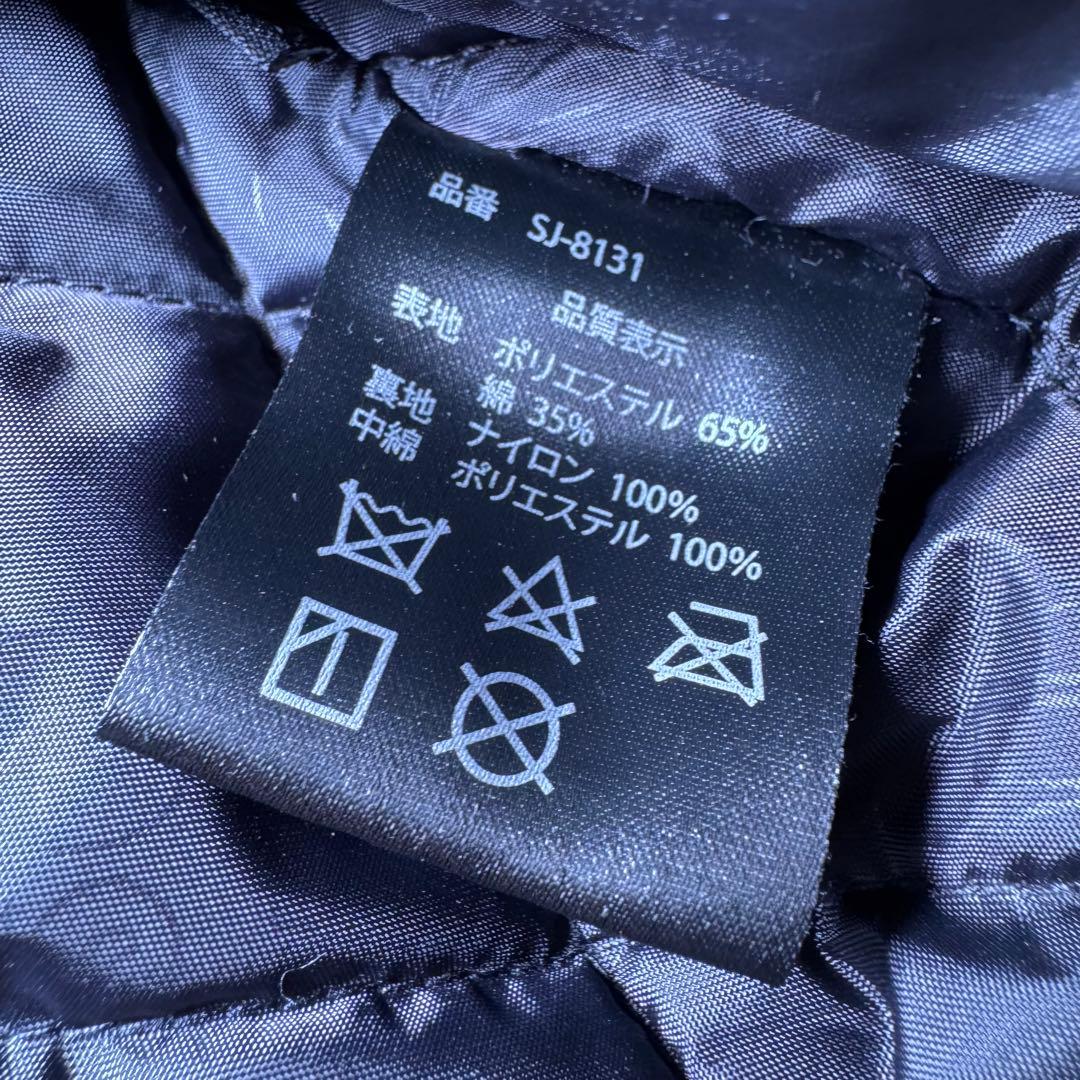 品番 SJ-8131
品質表示
表地 ポリエステル 65%
綿 35%
裏地 ナイロン 100%
中綿 ポリエステル 100%